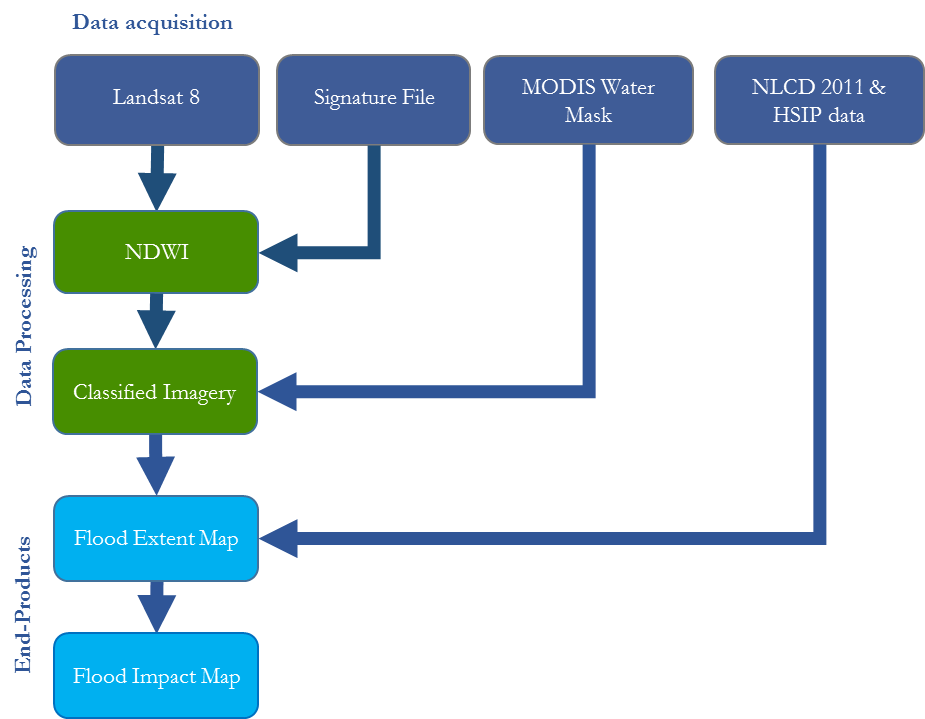 Data acquisition
Landsat 8
Signature File
MODIS Water
Mask
NLCD 2011 &
HSIP data
Data Processing
NDWI
Classified Imagery
End-Products
Flood Extent Map
Flood Impact Map